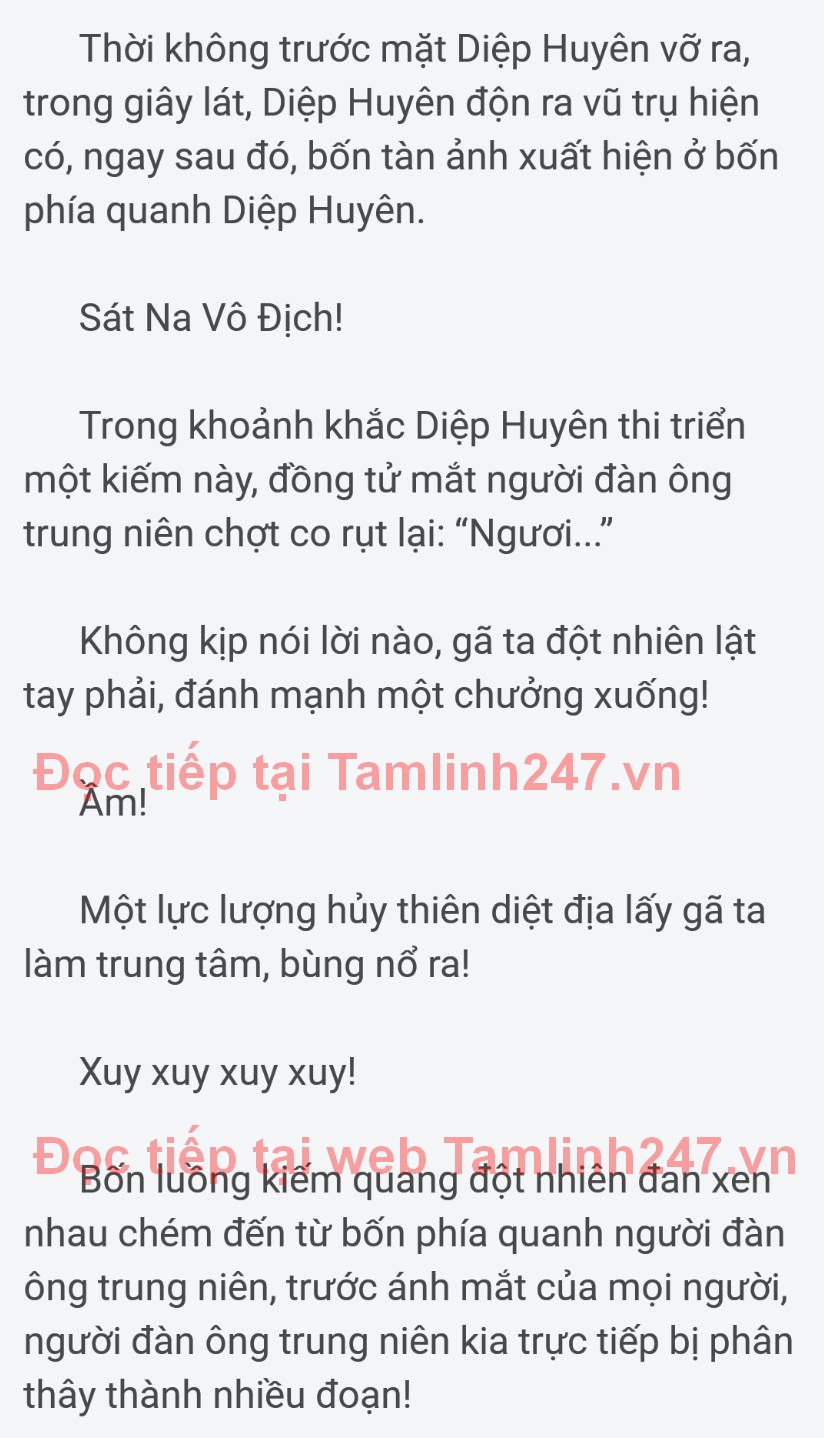 Thời không trước mặt Diệp Huyên vỡ ra,
trong giây lát, Diệp Huyên độn ra vũ trụ hiện
có, ngay sau đó, bốn tàn ảnh xuất hiện ở bốn
phía quanh Diệp Huyên.
Sát Na Vô Địch!
Trong khoảnh khắc Diệp Huyên thi triển
một kiếm này, đồng tử mắt người đàn ông
trung niên chợt co rụt lại: “Ngươi...”
Không kịp nói lời nào, gã ta đột nhiên lật
tay phải, đánh mạnh một chưởng xuống!
Đọc tiếp tại Tamlinh247.vn
Ầm!
Một lực lượng hủy thiên diệt địa lấy gã ta
làm trung tâm, bùng nổ ra!
Xuy xuy xuy xuy!
Đọc tiếp tại web Tamlinh247.vn
Bốn luồng kiếm quang đột nhiên đan xen
nhau chém đến từ bốn phía quanh người đàn
ông trung niên, trước ánh mắt của mọi người,
người đàn ông trung niên kia trực tiếp bị phân
thây thành nhiều đoạn!